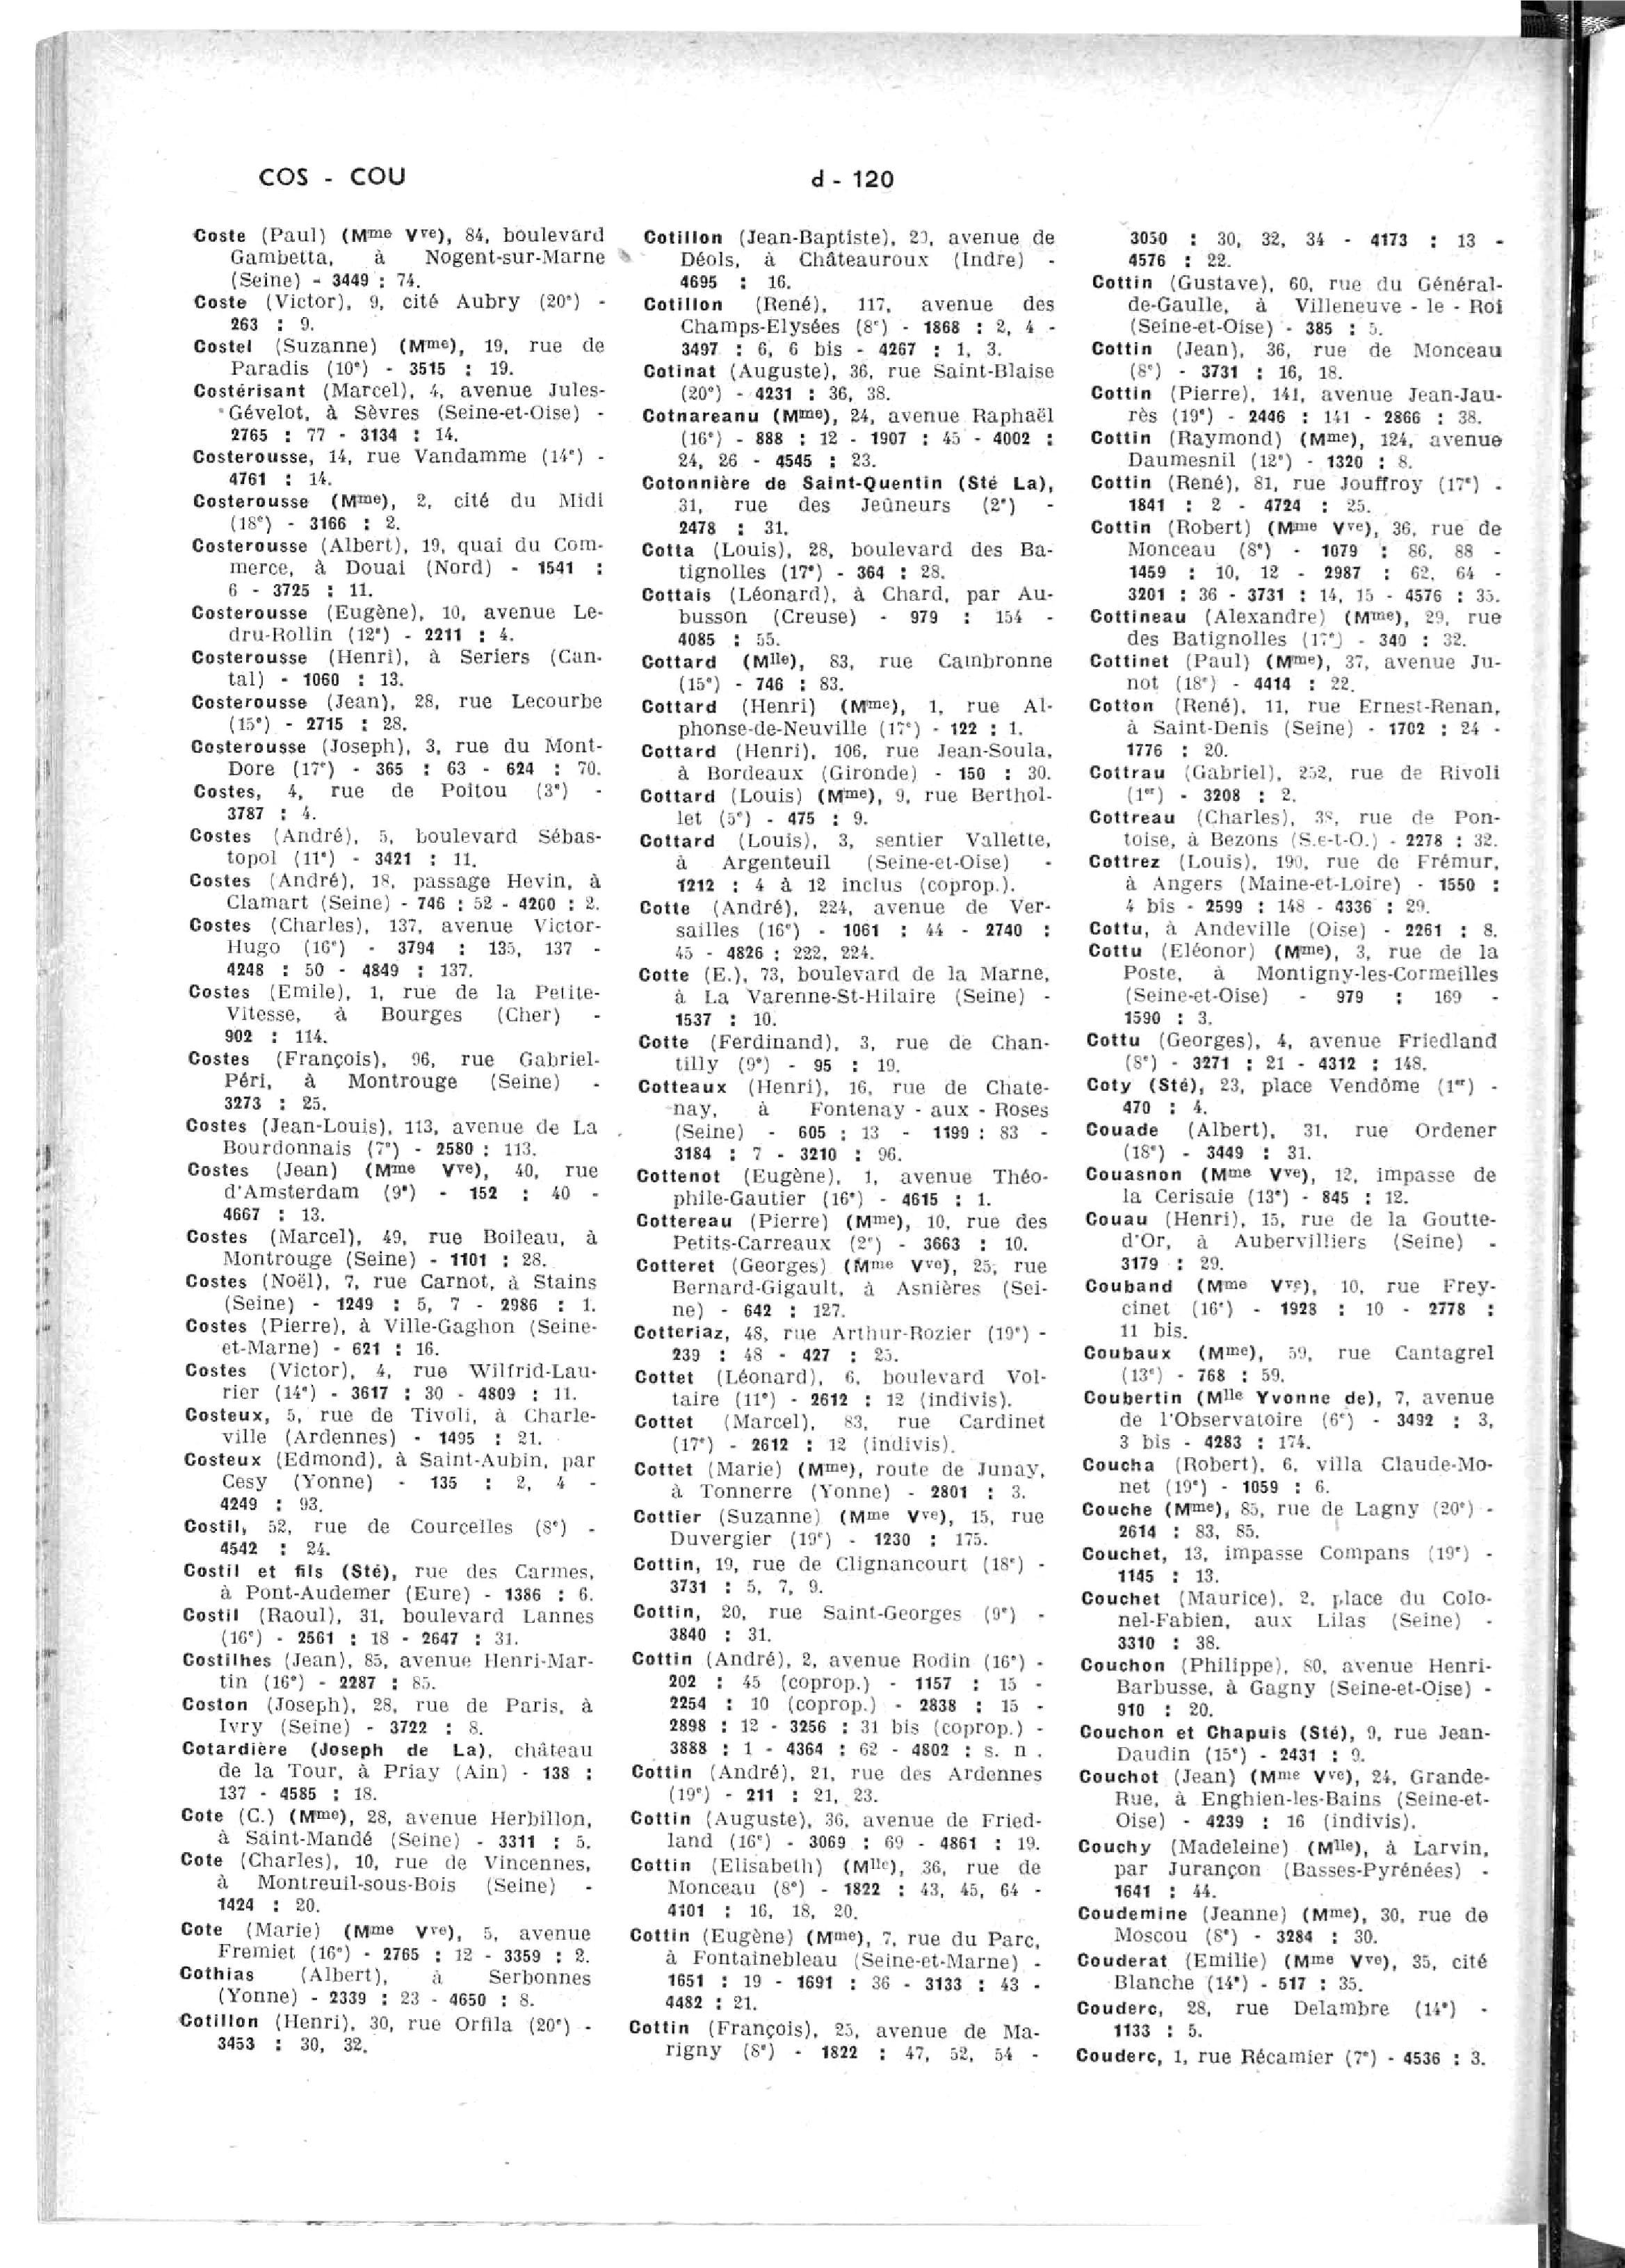 COS - COU
d - 120
Coste (Paul) (Mme Vve), 84, boulevard
Gambetta, à Nogent-sur-Marne
(Seine) - 3449 : 74.
Coste (Victor), 9, cité Aubry (20e) -
263 : 9.
Costel (Suzanne) (Mme), 19, rue de
Paradis (10e) - 3515 : 19.
Costérisant (Marcel), 4, avenue Jules-
Gévelot, à Sèvres (Seine-et-Oise) -
2765 : 77 - 3134 : 14.
Costerousse, 14, rue Vandamme (14e) -
4761 : 14.
Costerousse (Mme), 2, cité du Midi
(18e) - 3166 : 2.
Costerousse (Albert), 19, quai du Com-
merce, à Douai (Nord) - 1541 :
6 - 3725 : 11.
Costerousse (Eugène), 10, avenue Le-
dru-Rollin (12e) - 2211 : 4.
Costerousse (Henri), à Seriers (Can-
tal) - 1060 : 13.
Costerousse (Jean), 28, rue Lecourbe
(15e) - 2715 : 28.
Costerousse (Joseph), 3, rue du Mont-
Dore (17e) - 365 : 63 - 624 : 70.
Costes, 4, rue de Poitou (3e) -
3787 : 4.
Costes (André), 5, boulevard Sébas-
topol (11e) - 3421 : 11.
Costes (André), 18, passage Hevin, à
Clamart (Seine) - 746 : 52 - 4200 : 2.
Costes (Charles), 137, avenue Victor-
Hugo (16e) - 3794 : 135, 137 -
4248 : 50 - 4849 : 137.
Costes (Emile), 1, rue de la Petite-
Vitesse, à Bourges (Cher) -
902 : 114.
Costes (François), 96, rue Gabriel-
Péri, à Montrouge (Seine) -
3273 : 25.
Costes (Jean-Louis), 113, avenue de La
Bourdonnais (7e) - 2580 : 113.
Costes (Jean) (Mme Vve), 40, rue
d'Amsterdam (9e) - 152 : 40 -
4667 : 13.
Costes (Marcel), 49, rue Boileau, à
Montrouge (Seine) - 1101 : 28.
Costes (Noël), 7, rue Carnot, à Stains
(Seine) - 1249 : 5, 7 - 2986 : 1.
Costes (Pierre), à Ville-Gaghon (Seine-
et-Marne) - 621 : 16.
Costes (Victor), 4, rue Wilfrid-Lau-
rier (14e) - 3617 : 30 - 4809 : 11.
Costeux, 5, rue de Tivoli, à Charle-
ville (Ardennes) - 1495 : 21.
Costeux (Edmond), à Saint-Aubin, par
Cesy (Yonne) - 135 : 2, 4 -
4249 : 93.
Costil, 52, rue de Courcelles (8e) -
4542 : 24.
Costil et fils (Sté), rue des Carmes,
à Pont-Audemer (Eure) - 1386 : 6.
Costil (Raoul), 31, boulevard Lannes
(16e) - 2561 : 18 - 2647 : 31.
Costilhes (Jean), 85, avenue Henri-Mar-
tin (16e) - 2287 : 85.
Coston (Joseph), 28, rue de Paris, à
Ivry (Seine) - 3722 : 8.
Cotardière (Joseph de La), château
de la Tour, à Priay (Ain) - 138 :
137 - 4585 : 18.
Cote (C.) (Mme), 28, avenue Herbillon,
à Saint-Mandé (Seine) - 3311 : 5.
Cote (Charles), 10, rue de Vincennes,
à Montreuil-sous-Bois (Seine) -
1424 : 20.
Cote (Marie) (Mme Vve), 5, avenue
Fremiet (16e) - 2765 : 12 - 3359 : 2.
Cothias (Albert), à Serbonnes
(Yonne) - 2339 : 23 - 4650 : 8.
Cotillon (Henri), 30, rue Orfila (20e) -
3453 : 30, 32.
Cotillon (Jean-Baptiste), 20, avenue de
Déols, à Châteauroux (Indre) -
4695 : 16.
Cotillon (René), 117, avenue des
Champs-Elysées (8e) - 1868 : 2, 4 -
3497 : 6, 6 bis - 4267 : 1, 3.
Cotinat (Auguste), 36, rue Saint-Blaise
(20e) - 4231 : 36, 38.
Cotnareanu (Mme), 24, avenue Raphaël
(16e) - 888 : 12 - 1907 : 45 - 4002 :
24, 26 - 4545 : 23.
Cotonnière de Saint-Quentin (Sté La),
31, rue des Jeûneurs (2e) -
2478 : 31.
Cotta (Louis), 28, boulevard des Ba-
tignolles (17e) - 364 : 28.
Cottais (Léonard), à Chard, par Au-
busson (Creuse) - 979 : 154 -
4085 : 55.
Cottard (Mlle), 83, rue Cambronne
(15e) - 746 : 83.
Cottard (Henri) (Mme), 1, rue Al-
phonse-de-Neuville (17e) - 122 : 1.
Cottard (Henri), 106, rue Jean-Soula,
à Bordeaux (Gironde) - 150 : 30.
Cottard (Louis) (Mme), 9, rue Berthol-
let (5e) - 475 : 9.
Cottard (Louis), 3, sentier Vallette,
à Argenteuil (Seine-et-Oise) -
1212 : 4 à 12 inclus (coprop.).
Cotte (André), 224, avenue de Ver-
sailles (16e) - 1061 : 44 - 2740 :
45 - 4826 : 222, 224.
Cotte (E.), 73, boulevard de la Marne,
à La Varenne-St-Hilaire (Seine) -
1537 : 10.
Cotte (Ferdinand), 3, rue de Chan-
tilly (9e) - 95 : 19.
Cotteaux (Henri), 16, rue de Chate-
nay, à Fontenay - aux - Roses
(Seine) - 605 : 13 - 1199 : 83 -
3184 : 7 - 3210 : 96.
Cottenot (Eugène), 1, avenue Théo-
phile-Gautier (16e) - 4615 : 1.
Cottereau (Pierre) (Mme), 10, rue des
Petits-Carreaux (2e) - 3663 : 10.
Cotteret (Georges) (Mme Vve), 25, rue
Bernard-Gigault, à Asnières (Sei-
ne) - 642 : 127.
Cotteriaz, 48, rue Arthur-Rozier (19e) -
239 : 48 - 427 : 25.
Cottet (Léonard), 6, boulevard Vol-
taire (11e) - 2612 : 12 (indivis).
Cottet (Marcel), 83, rue Cardinet
(17e) - 2612 : 12 (indivis).
Cottet (Marie) (Mme), route de Junay,
à Tonnerre (Yonne) - 2801 : 3.
Cottier (Suzanne) (Mme Vve), 15, rue
Duvergier (19e) - 1230 : 175.
Cottin, 19, rue de Clignancourt (18e) -
3731 : 5, 7, 9.
Cottin, 20, rue Saint-Georges (9e) -
3840 : 31.
Cottin (André), 2, avenue Rodin (16e) -
202 : 45 (coprop.) - 1157 : 15 -
2254 : 10 (coprop.) - 2838 : 15 -
2898 : 12 - 3256 : 31 bis (coprop.) -
3888 : 1 - 4364 : 62 - 4802 : s. n .
Cottin (André), 21, rue des Ardennes
(19e) - 211 : 21, 23.
Cottin (Auguste), 36, avenue de Fried-
land (16e) - 3069 : 69 - 4861 : 19.
Cottin (Elisabeth) (Mlle), 36, rue de
Monceau (8e) - 1822 : 43, 45, 64 -
4101 : 16, 18, 20.
Cottin (Eugène) (Mme), 7, rue du Parc,
à Fontainebleau (Seine-et-Marne) -
1651 : 19 - 1691 : 36 - 3133 : 43 -
4482 : 21.
Cottin (François), 25, avenue de Ma-
rigny (8e) - 1822 : 47, 52, 54 -
3050 : 30, 32, 34 - 4173 : 13 -
4576 : 22.
Cottin (Gustave), 60, rue du Général-
de-Gaulle, à Villeneuve - le - Roi
(Seine-et-Oise) - 385 : 5.
Cottin (Jean), 36, rue de Monceau
(8e) - 3731 : 16, 18.
Cottin (Pierre), 141, avenue Jean-Jau-
rès (19e) - 2446 : 141 - 2866 : 38.
Cottin (Raymond) (Mme), 124, avenue
Daumesnil (12e) - 1320 : 8.
Cottin (René), 81, rue Jouffroy (17e) -
1841 : 2 - 4724 : 25.
Cottin (Robert) (Mme Vve), 36, rue de
Monceau (8e) - 1079 : 86, 88 -
1459 : 10, 12 - 2987 : 62, 64 -
3201 : 36 - 3731 : 14, 15 - 4576 : 35.
Cottineau (Alexandre) (Mme), 29, rue
des Batignolles (17e) - 340 : 32.
Cottinet (Paul) (Mme), 37, avenue Ju-
not (18e) - 4414 : 22.
Cotton (René), 11, rue Ernest-Renan,
à Saint-Denis (Seine) - 1702 : 24 -
1776 : 20.
Cottrau (Gabriel), 252, rue de Rivoli
(1er) - 3208 : 2.
Cottreau (Charles), 38, rue de Pon-
toise, à Bezons (S.e-t-O.) - 2278 : 32.
Cottrez (Louis), 190, rue de Frémur,
à Angers (Maine-et-Loire) - 1550 :
4 bis - 2599 : 148 - 4336 : 29.
Cottu, à Andeville (Oise) - 2261 : 8.
Cottu (Eléonor) (Mme), 3, rue de la
Poste, à Montigny-les-Cormeilles
(Seine-et-Oise) - 979 : 169 -
1590 : 3.
Cottu (Georges), 4, avenue Friedland
(8e) - 3271 : 21 - 4312 : 148.
Coty (Sté), 23, place Vendôme (1er) -
470 : 4.
Couade (Albert), 31, rue Ordener
(18e) - 3449 : 31.
Couasnon (Mme Vve), 12, impasse de
la Cerisaie (13e) - 845 : 12.
Couau (Henri), 15, rue de la Goutte-
d'Or, à Aubervilliers (Seine) -
3179 : 29.
Couband (Mme Vve), 10, rue Frey-
cinet (16e) - 1928 : 10 - 2778 :
11 bis.
Coubaux (Mme), 59, rue Cantagrel
(13e) - 768 : 59.
Coubertin (Mlle Yvonne de), 7, avenue
de l'Observatoire (6e) - 3492 : 3,
3 bis - 4283 : 174.
Coucha (Robert), 6, villa Claude-Mo-
net (19e) - 1059 : 6.
Couche (Mme), 85, rue de Lagny (20e) -
2614 : 83, 85.
Couchet, 13, impasse Compans (19e) -
1145 : 13.
Couchet (Maurice), 2, place du Colo-
nel-Fabien, aux Lilas (Seine) -
3310 : 38.
Couchon (Philippe), 80, avenue Henri-
Barbusse, à Gagny (Seine-et-Oise) -
910 : 20.
Couchon et Chapuis (Sté), 9, rue Jean-
Daudin (15e) - 2431 : 9.
Couchot (Jean) (Mme Vve), 24, Grande-
Rue, à Enghien-les-Bains (Seine-et-
Oise) - 4239 : 16 (indivis).
Couchy (Madeleine) (Mlle), à Larvin,
par Jurançon (Basses-Pyrénées) -
1641 : 44.
Coudemine (Jeanne) (Mme), 30, rue de
Moscou (8e) - 3284 : 30.
Couderat (Emilie) (Mme Vve), 35, cité
Blanche (14e) - 517 : 35.
Couderc, 28, rue Delambre (14e) -
1133 : 5.
Couderc, 1, rue Récamier (7e) - 4536 : 3.